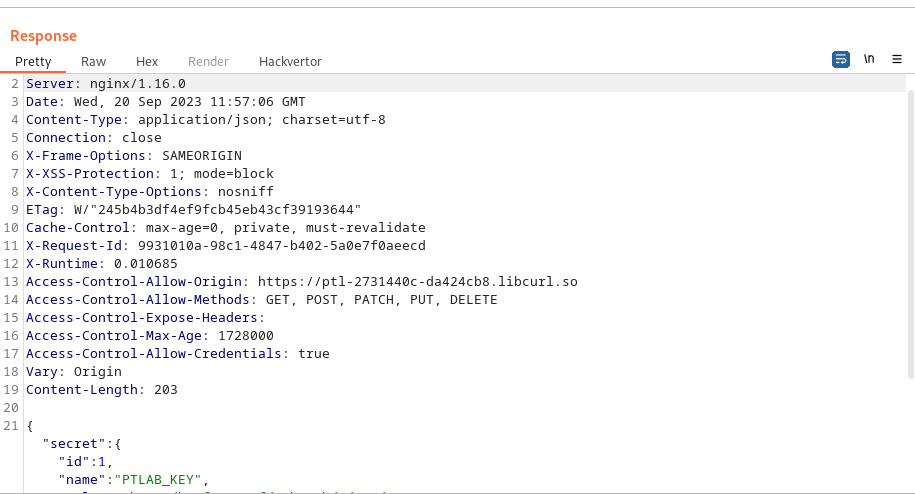 Response
Pretty Raw Hex Render Hackvertor \n
2 Server: nginx/1.16.0
3 Date: Wed, 20 Sep 2023 11:57:06 GMT
4 Content-Type: application/json; charset=utf-8
5 Connection: close
6 X-Frame-Options: SAMEORIGIN
7 X-XSS-Protection: 1; mode=block
8 X-Content-Type-Options: nosniff
9 ETag: W/"245b4b3df4ef9fcb45eb43cf39193644"
10 Cache-Control: max-age=0, private, must-revalidate
11 X-Request-Id: 9931010a-98c1-4847-b402-5a0e7f0aeecd
12 X-Runtime: 0.010685
13 Access-Control-Allow-Origin: https://ptl-2731440c-da424cb8.libcurl.so
14 Access-Control-Allow-Methods: GET, POST, PATCH, PUT, DELETE
15 Access-Control-Expose-Headers:
16 Access-Control-Max-Age: 1728000
17 Access-Control-Allow-Credentials: true
18 Vary: Origin
19 Content-Length: 203
20
21 {
"secret":{
"id":1,
"name":"PTLAB_KEY",